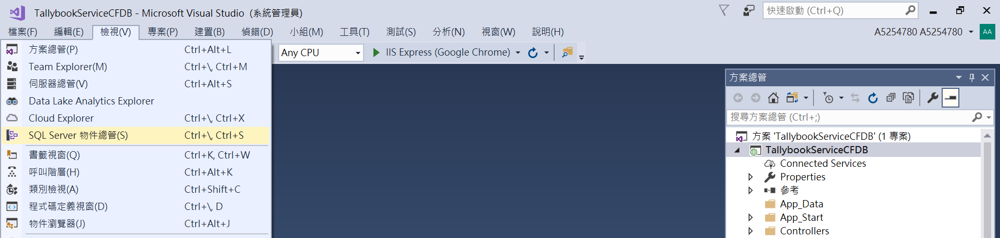 TallybookServiceCFDB - Microsoft Visual Studio (系統管理員)
快速啟動 (Ctrl+Q)
檔案(F) 編輯(E) 檢視(V) 專案(P) 建置(B) 偵錯(D) 小組(M) 工具(T) 測試(S) 分析(N) 視窗(W) 說明(H)
A5254780 A5254780 AA
Any CPU IIS Express (Google Chrome)
方案總管(P) Ctrl+Alt+L
Team Explorer(M) Ctrl+\, Ctrl+M
伺服器總管(V) Ctrl+Alt+S
Data Lake Analytics Explorer
Cloud Explorer Ctrl+\, Ctrl+X
SQL Server 物件總管(S) Ctrl+\, Ctrl+S
書籤視窗(Q) Ctrl+K, Ctrl+W
呼叫階層(H) Ctrl+Alt+K
類別檢視(A) Ctrl+Shift+C
程式碼定義視窗(D) Ctrl+\, D
物件瀏覽器(J) Ctrl+Alt+J
方案總管
搜尋方案總管 (Ctrl+;)
方案 'TallybookServiceCFDB' (1 專案)
TallybookServiceCFDB
Connected Services
Properties
參考
App_Data
App_Start
Controllers